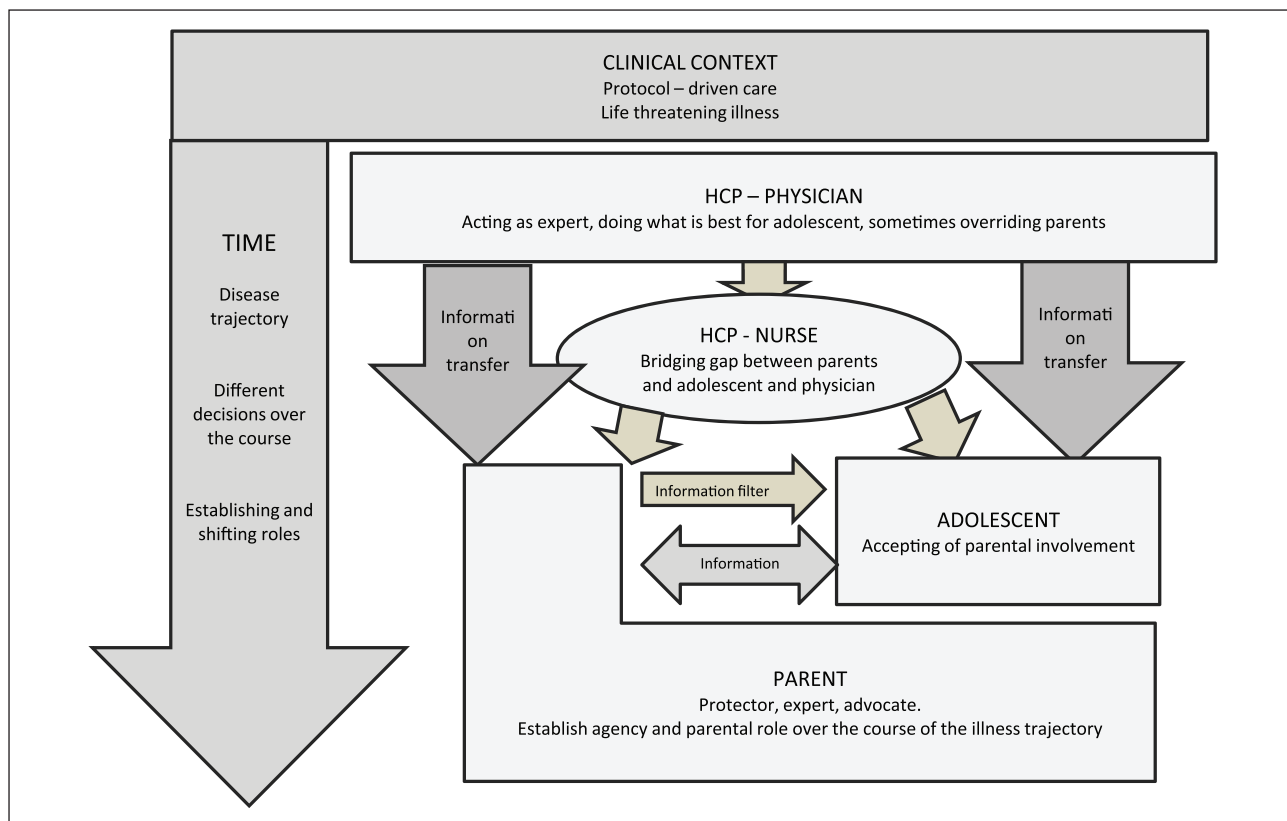 CLINICAL CONTEXT
Protocol – driven care
Life threatening illness
HCP – PHYSICIAN
Acting as expert, doing what is best for adolescent, sometimes overriding parents
TIME
Disease
trajectory
Different
decisions over
the course
Establishing and
shifting roles
Informati
on
transfer
HCP - NURSE
Bridging gap between parents
and adolescent and physician
Informati
on
transfer
Information filter
Information
ADOLESCENT
Accepting of parental involvement
PARENT
Protector, expert, advocate.
Establish agency and parental role over the course of the illness trajectory